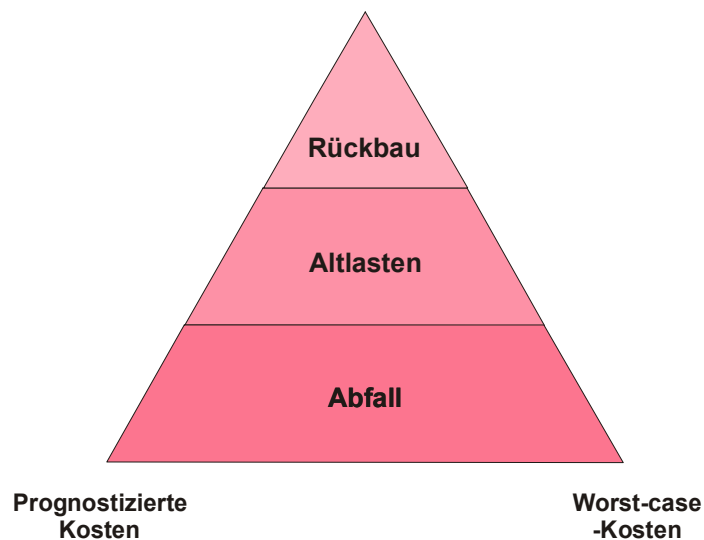 Rückbau
Altlasten
Abfall
Prognostizierte
Kosten
Worst-case
-Kosten